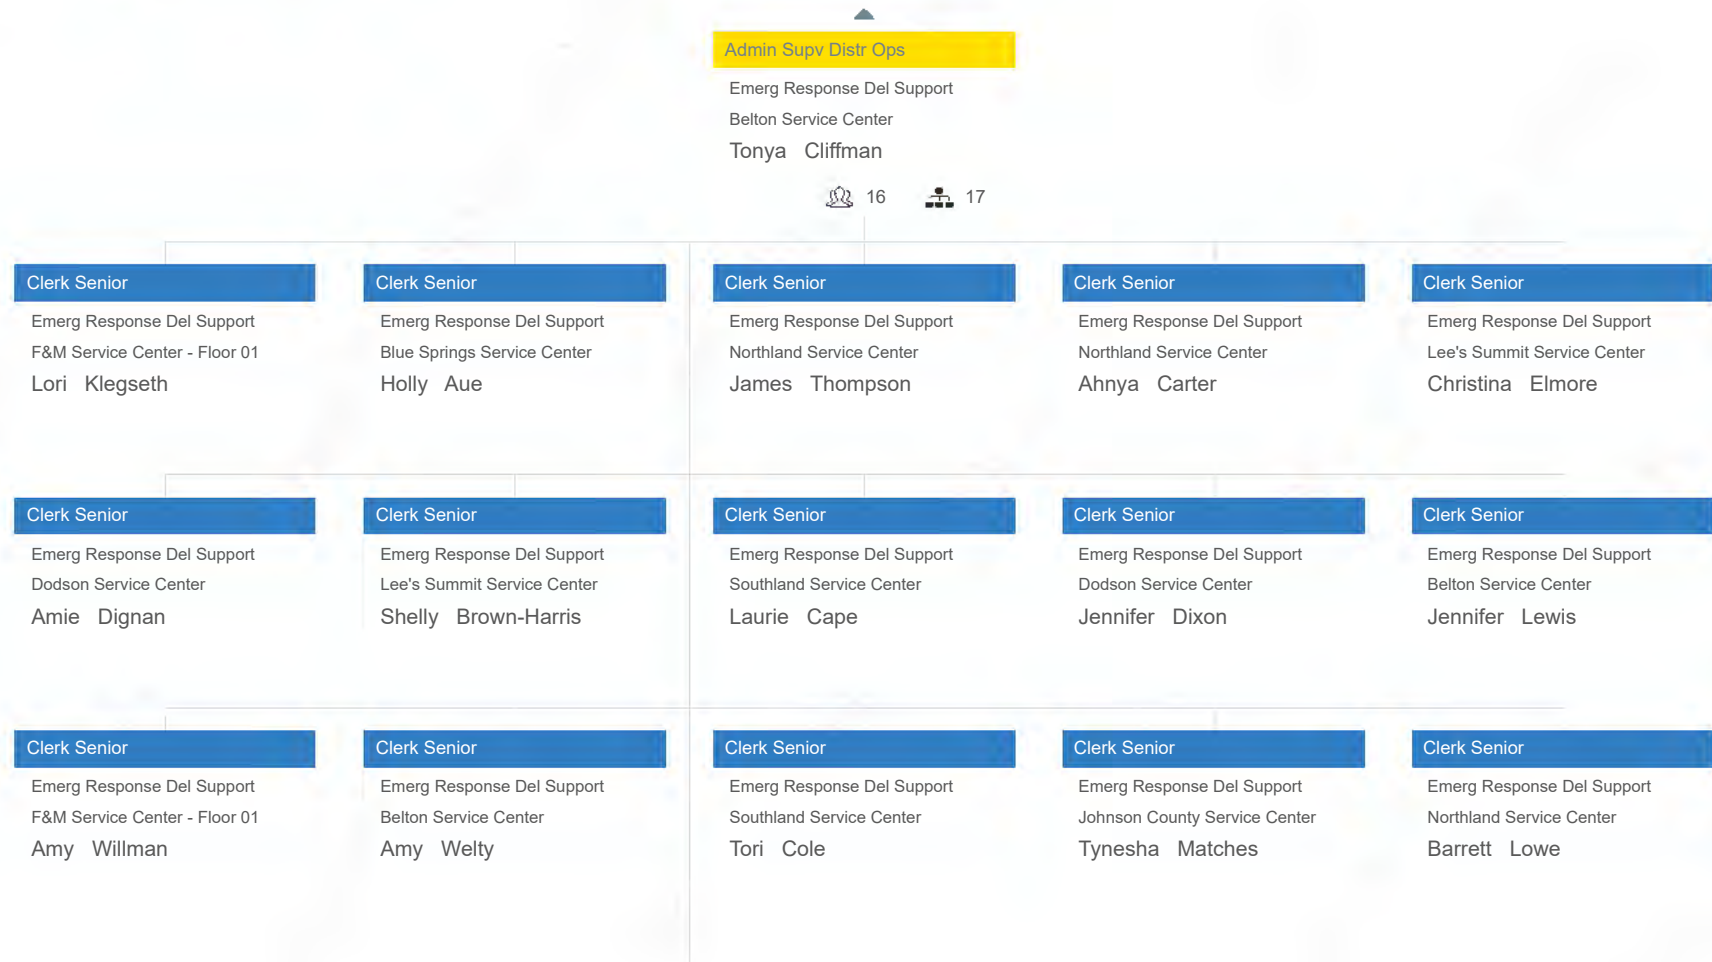 Admin Supv Distr Ops
Emerg Response Del Support
Belton Service Center
Tonya Cliffman
16 17
Clerk Senior
Emerg Response Del Support
F&M Service Center - Floor 01
Lori Klegseth
Clerk Senior
Emerg Response Del Support
Blue Springs Service Center
Holly Aue
Clerk Senior
Emerg Response Del Support
Northland Service Center
James Thompson
Clerk Senior
Emerg Response Del Support
Northland Service Center
Ahnya Carter
Clerk Senior
Emerg Response Del Support
Lee's Summit Service Center
Christina Elmore
Clerk Senior
Emerg Response Del Support
Dodson Service Center
Amie Dignan
Clerk Senior
Emerg Response Del Support
Lee's Summit Service Center
Shelly Brown-Harris
Clerk Senior
Emerg Response Del Support
Southland Service Center
Laurie Cape
Clerk Senior
Emerg Response Del Support
Dodson Service Center
Jennifer Dixon
Clerk Senior
Emerg Response Del Support
Belton Service Center
Jennifer Lewis
Clerk Senior
Emerg Response Del Support
F&M Service Center - Floor 01
Amy Willman
Clerk Senior
Emerg Response Del Support
Belton Service Center
Amy Welty
Clerk Senior
Emerg Response Del Support
Southland Service Center
Tori Cole
Clerk Senior
Emerg Response Del Support
Johnson County Service Center
Tynesha Matches
Clerk Senior
Emerg Response Del Support
Northland Service Center
Barrett Lowe